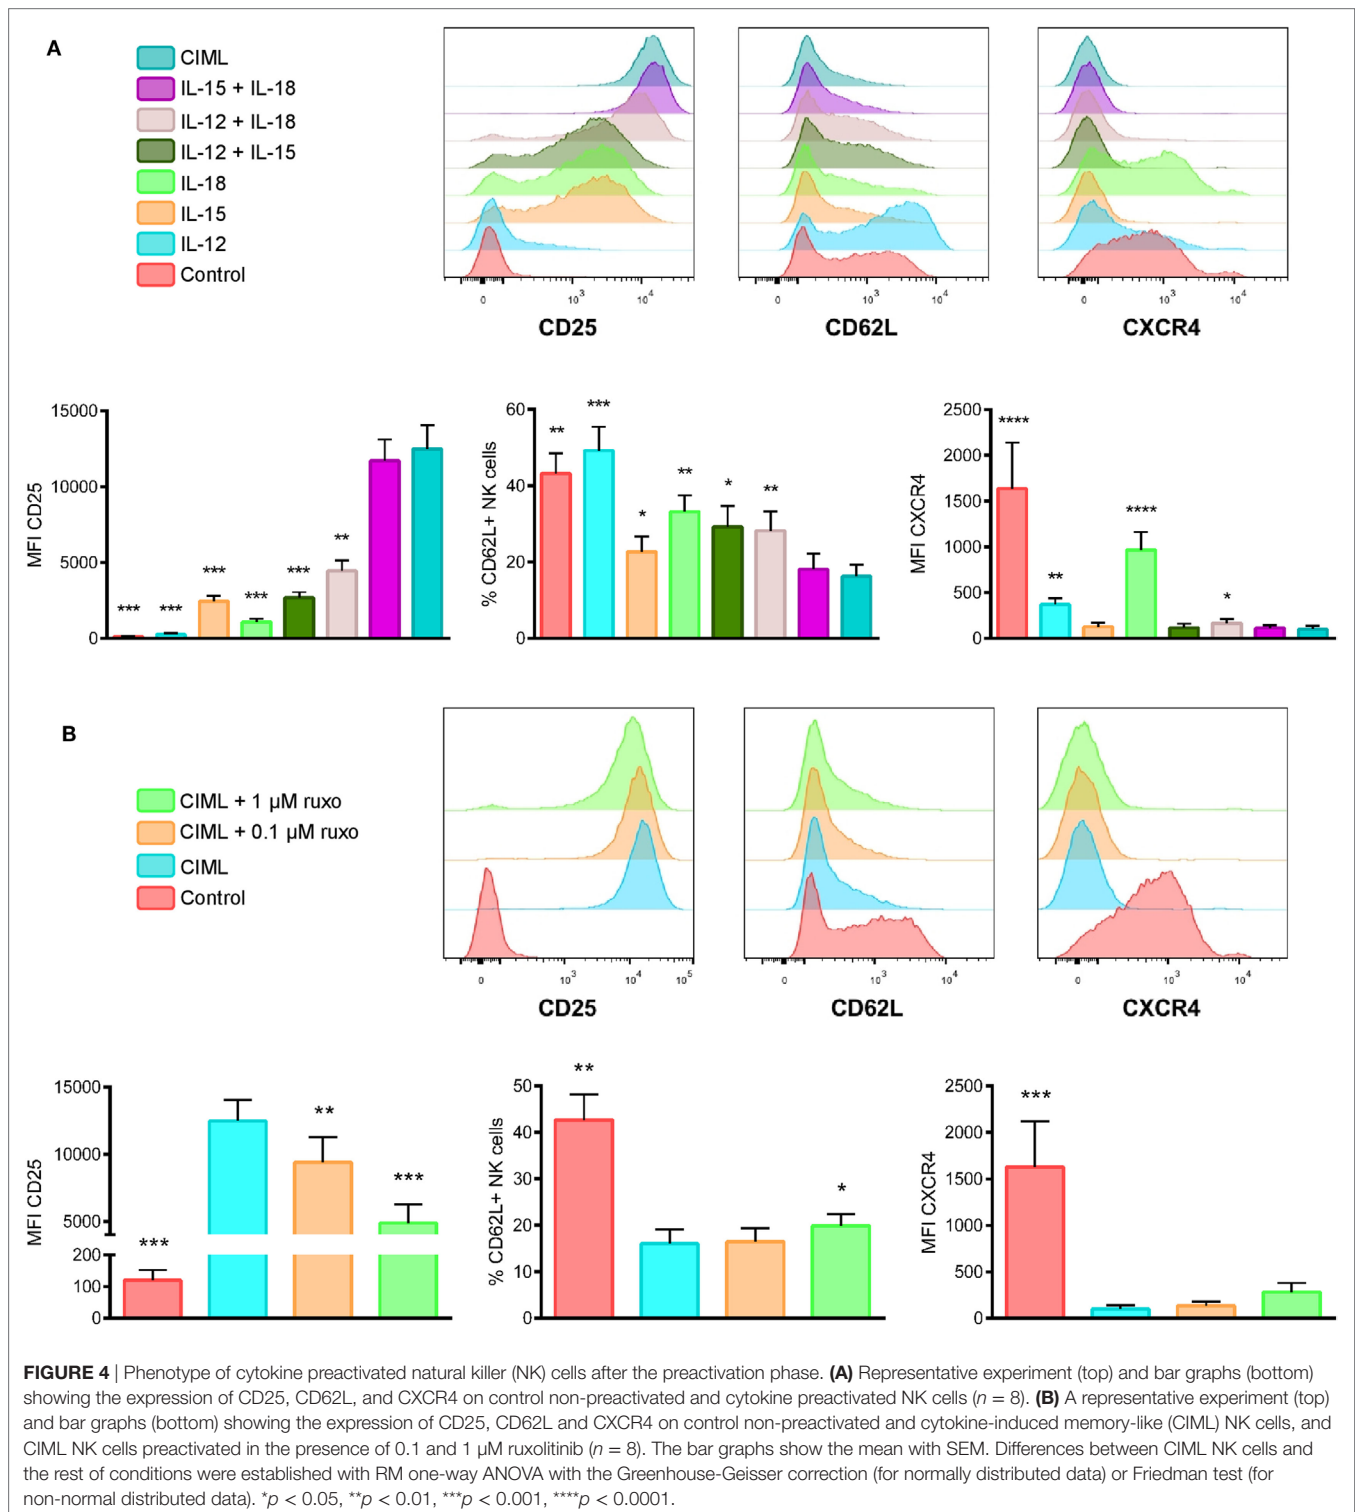 A
CIML
IL-15 + IL-18
IL-12 + IL-18
IL-12 + IL-15
IL-18
IL-15
IL-12
Control
0 10³ 10⁴
CD25
0 10³ 10⁴
CD62L
0 10³ 10⁴
CXCR4
MFI CD25
15000
10000
5000
0
*** *** *** *** *** **
% CD62L+ NK cells
60
40
20
0
** *** * ** * **
MFI CXCR4
2500
2000
1500
1000
500
0
**** ** **** *
B
CIML + 1 µM ruxo
CIML + 0.1 µM ruxo
CIML
Control
0 10³ 10⁴ 10⁵
CD25
0 10³ 10⁴
CD62L
0 10³ 10⁴
CXCR4
MFI CD25
15000
10000
5000
200
100
0
*** ** ***
% CD62L+ NK cells
50
40
30
20
10
0
** *
MFI CXCR4
2500
2000
1500
1000
500
0
***
FIGURE 4 | Phenotype of cytokine preactivated natural killer (NK) cells after the preactivation phase. (A) Representative experiment (top) and bar graphs (bottom)
showing the expression of CD25, CD62L, and CXCR4 on control non-preactivated and cytokine preactivated NK cells (n = 8). (B) A representative experiment (top)
and bar graphs (bottom) showing the expression of CD25, CD62L and CXCR4 on control non-preactivated and cytokine-induced memory-like (CIML) NK cells, and
CIML NK cells preactivated in the presence of 0.1 and 1 µM ruxolitinib (n = 8). The bar graphs show the mean with SEM. Differences between CIML NK cells and
the rest of conditions were established with RM one-way ANOVA with the Greenhouse-Geisser correction (for normally distributed data) or Friedman test (for
non-normal distributed data). *p < 0.05, **p < 0.01, ***p < 0.001, ****p < 0.0001.